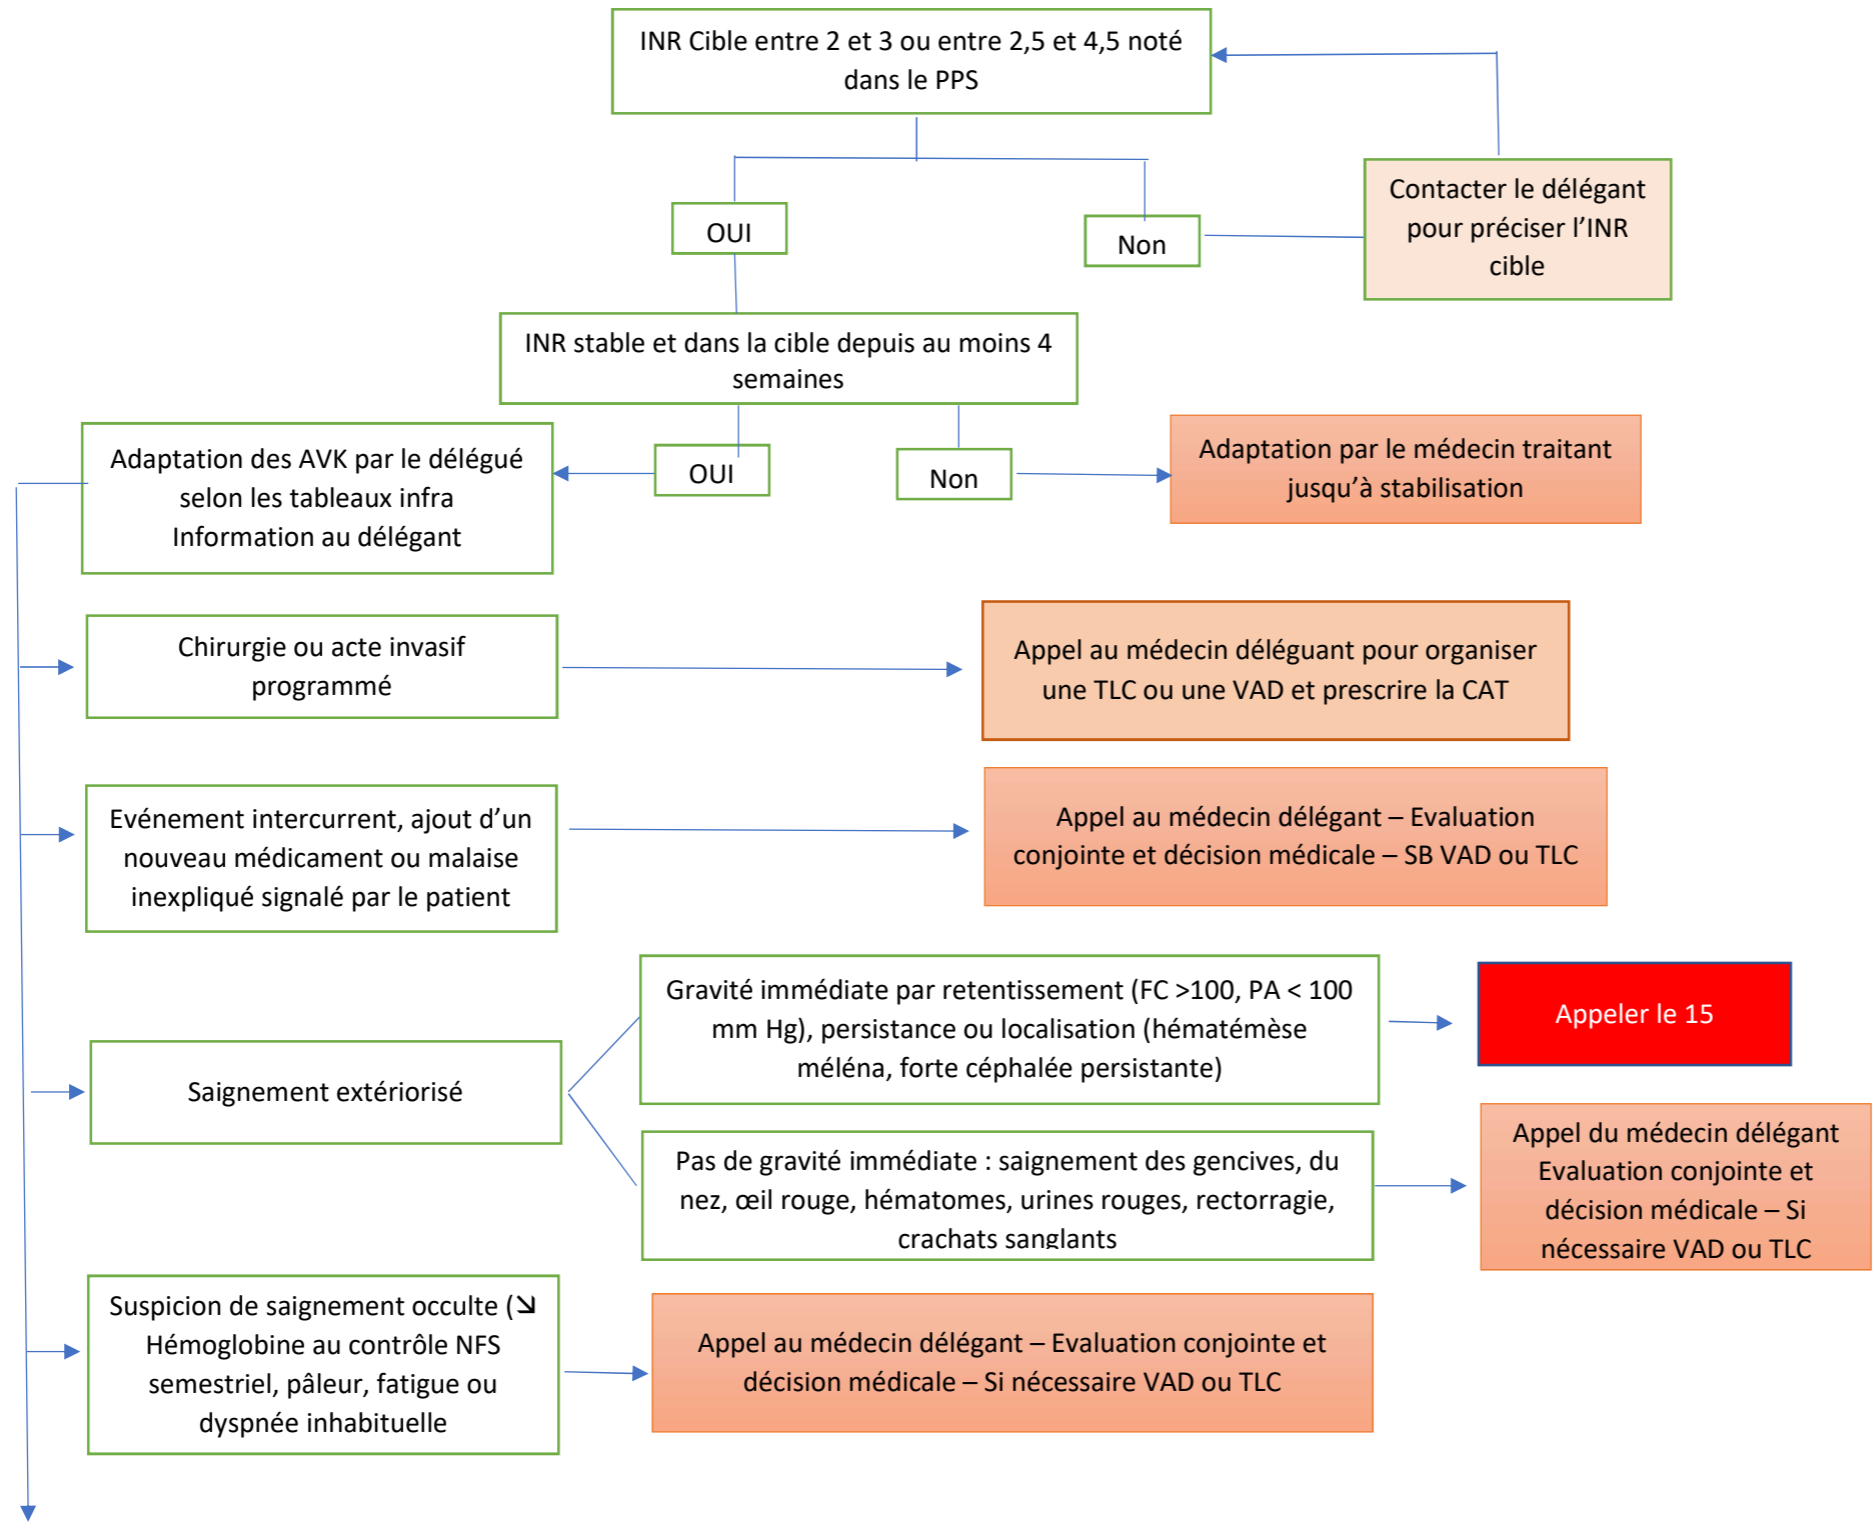 INR Cible entre 2 et 3 ou entre 2,5 et 4,5 noté
dans le PPS
Contacter le délégant
pour préciser l’INR
cible
OUI
Non
INR stable et dans la cible depuis au moins 4
semaines
Adaptation des AVK par le délégué
selon les tableaux infra
Information au délégant
OUI
Non
Adaptation par le médecin traitant
jusqu’à stabilisation
Chirurgie ou acte invasif
programmé
Appel au médecin déléguant pour organiser
une TLC ou une VAD et prescrire la CAT
Evénement intercurrent, ajout d’un
nouveau médicament ou malaise
inexpliqué signalé par le patient
Appel au médecin délégant – Evaluation
conjointe et décision médicale – SB VAD ou TLC
Saignement extériorisé
Gravité immédiate par retentissement (FC >100, PA < 100
mm Hg), persistance ou localisation (hématémèse
méléna, forte céphalée persistante)
Appeler le 15
Pas de gravité immédiate : saignement des gencives, du
nez, œil rouge, hématomes, urines rouges, rectorragie,
crachats sanglants
Appel du médecin délégant
Evaluation conjointe et
décision médicale – Si
nécessaire VAD ou TLC
Suspicion de saignement occulte (↘
Hémoglobine au contrôle NFS
semestriel, pâleur, fatigue ou
dyspnée inhabituelle
Appel au médecin délégant – Evaluation conjointe et
décision médicale – Si nécessaire VAD ou TLC